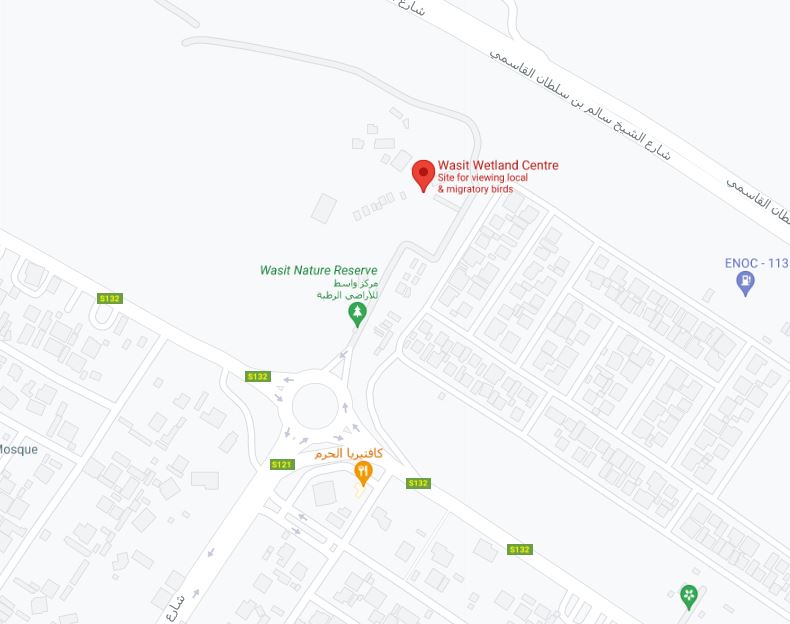 شارع
شارع الشيخ سالم بن سلطان القاسمي
Wasit Wetland Centre
Site for viewing local
& migratory birds
سلطان القاسمي
ENOC - 113
Wasit Nature Reserve
مركز واسط
للأراضي الرطبة
S132
S132
كافتيريا الحرم
Mosque
S121
S132
S132
شارع